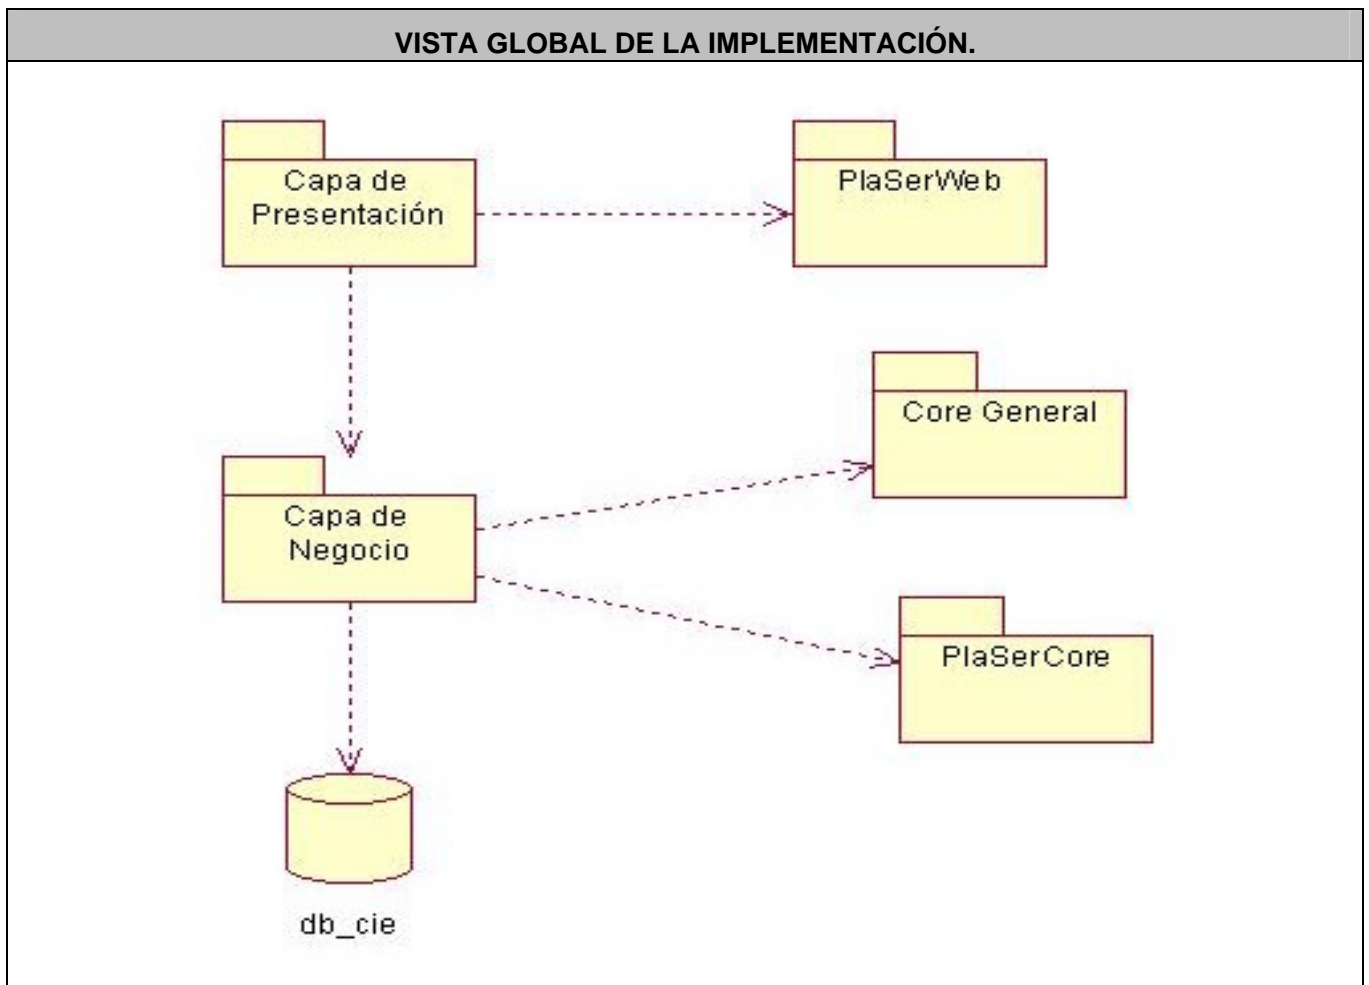 VISTA GLOBAL DE LA IMPLEMENTACIÓN.
Capa de
Presentación
PlaSerWeb
Core General
Capa de
Negocio
PlaSerCore
db_cie